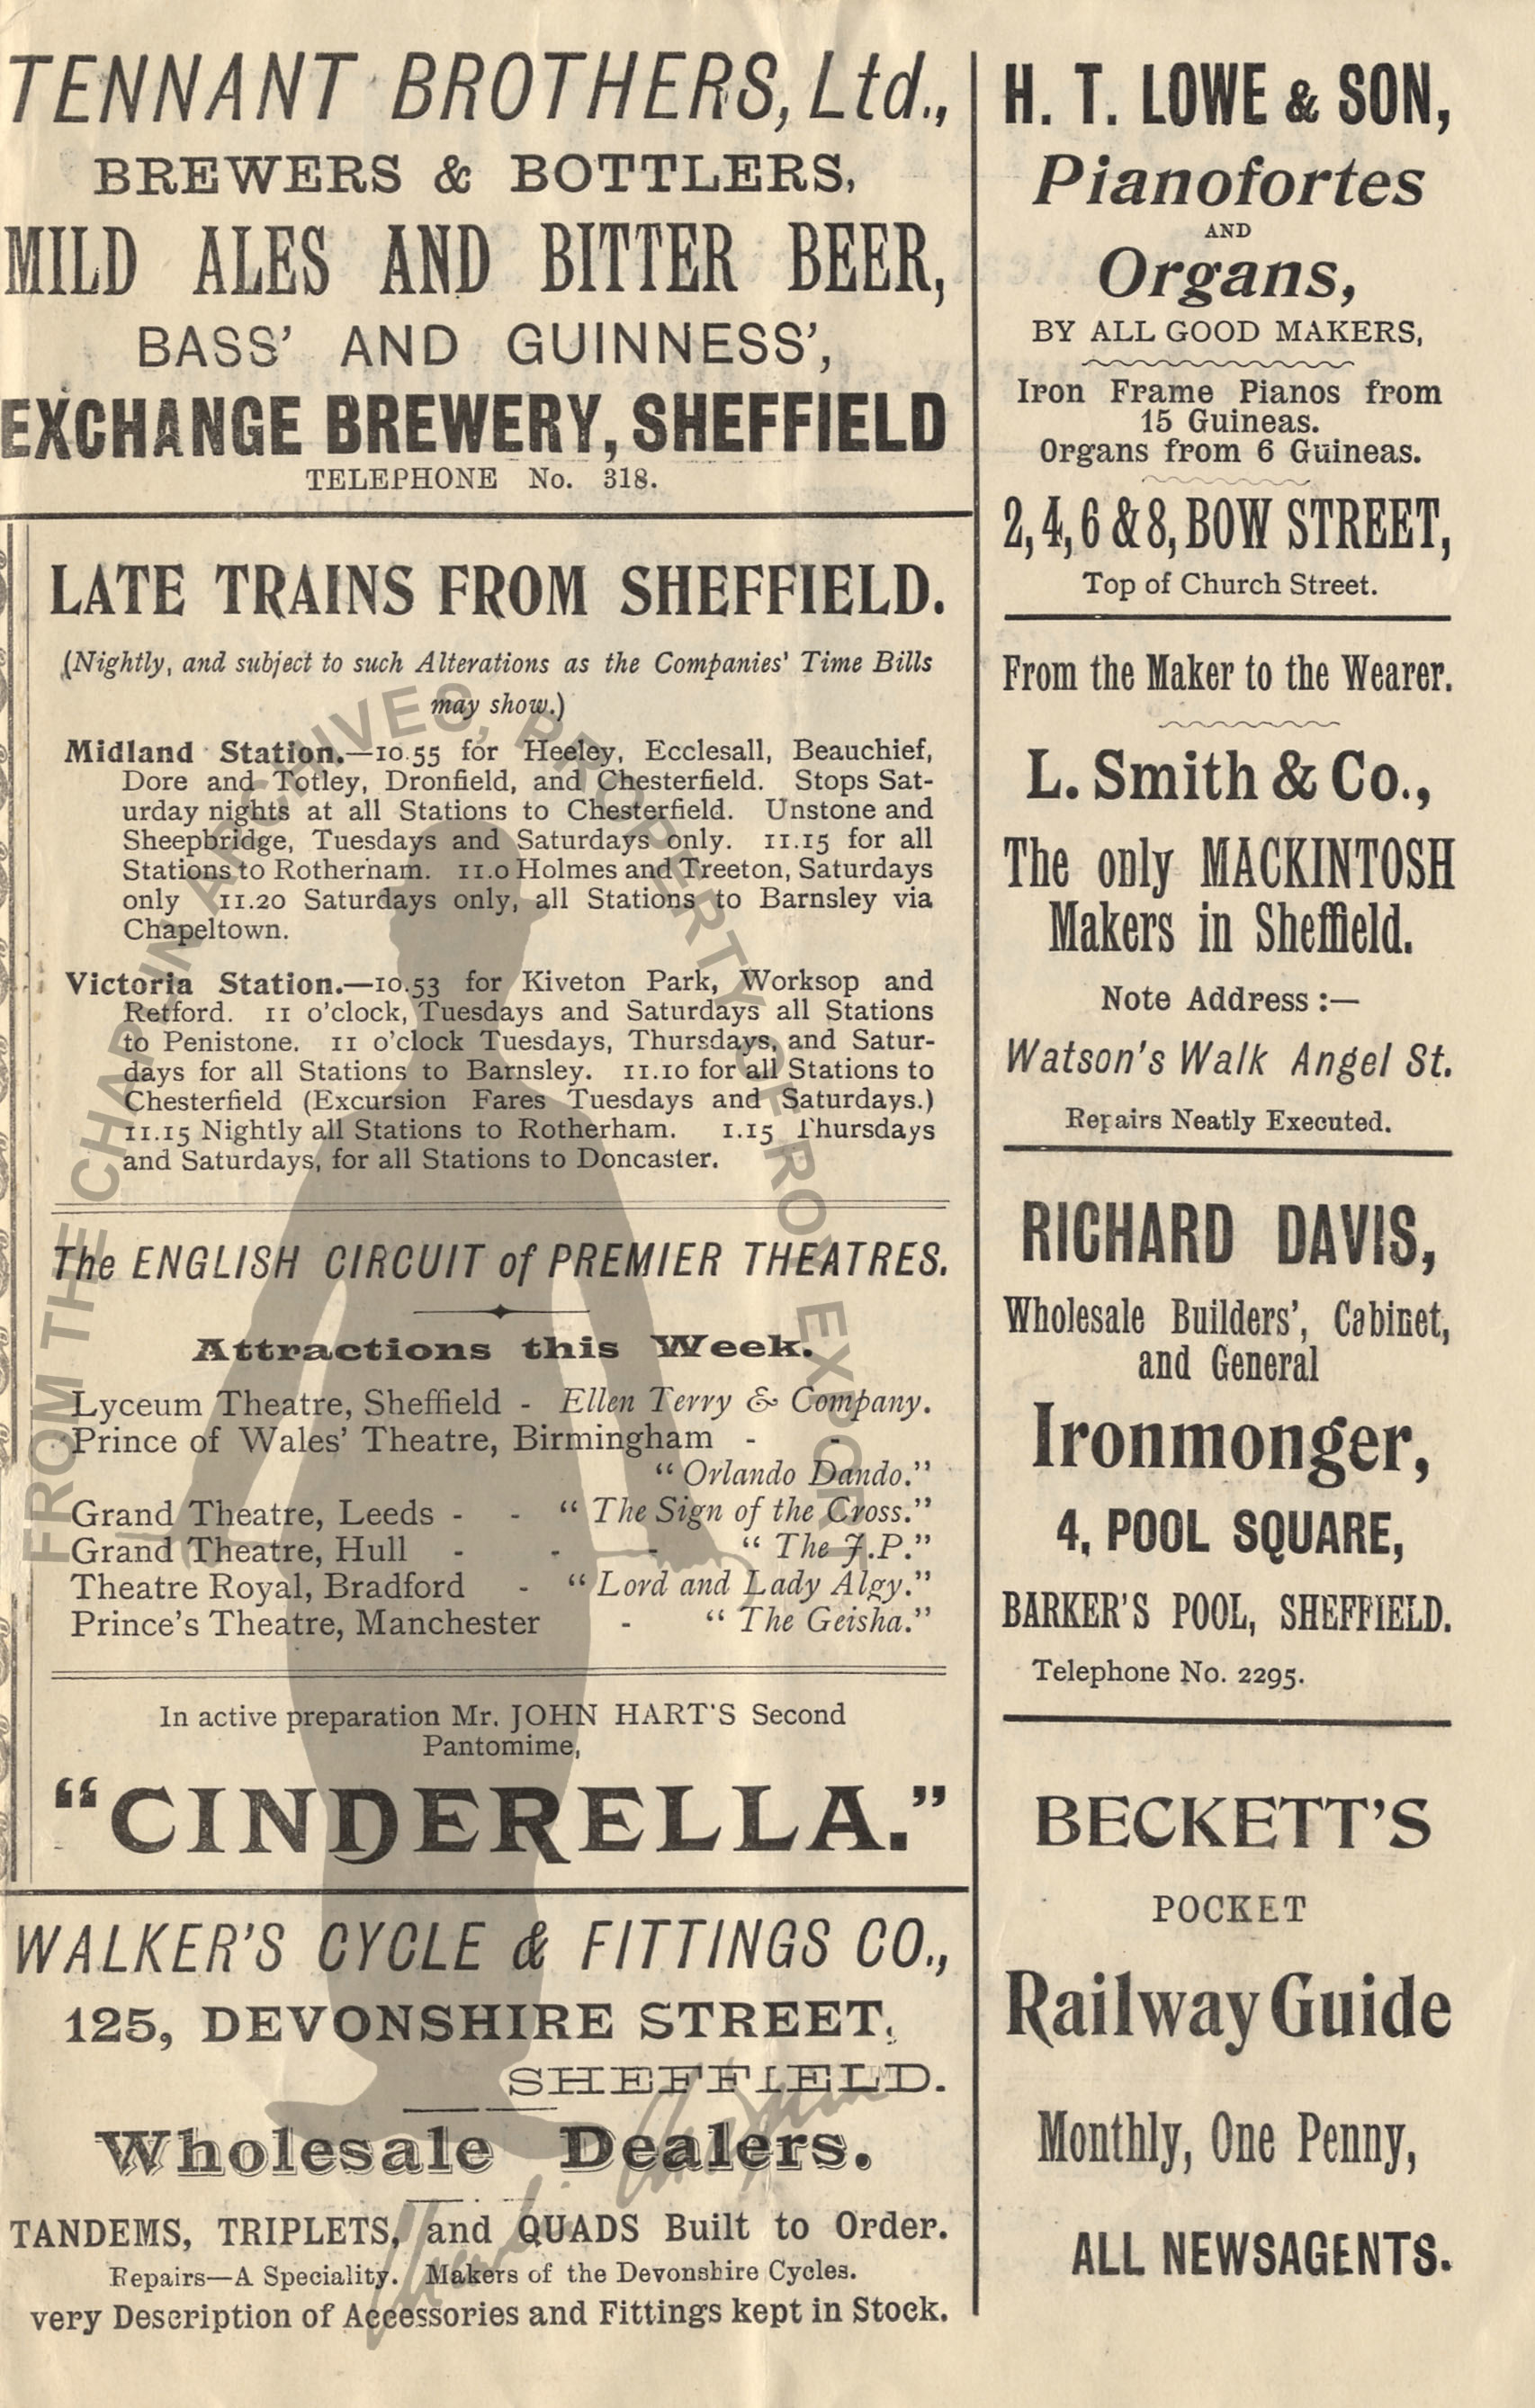 TENNANT BROTHERS, Ltd.,
BREWERS & BOTTLERS,
MILD ALES AND BITTER BEER,
BASS' AND GUINNESS',
EXCHANGE BREWERY, SHEFFIELD
TELEPHONE No. 318.
LATE TRAINS FROM SHEFFIELD.
(Nightly, and subject to such Alterations as the Companies' Time Bills
may show.)
Midland Station.—10.55 for Heeley, Ecclesall, Beauchief,
Dore and Totley, Dronfield, and Chesterfield. Stops Sat-
urday nights at all Stations to Chesterfield. Unstone and
Sheepbridge, Tuesdays and Saturdays only. 11.15 for all
Stations to Rotherham. 11.0 Holmes and Treeton, Saturdays
only 11.20 Saturdays only, all Stations to Barnsley via
Chapeltown.
Victoria Station.—10.53 for Kiveton Park, Worksop and
Retford. 11 o'clock, Tuesdays and Saturdays all Stations
to Penistone. 11 o'clock Tuesdays, Thursdays, and Satur-
days for all Stations to Barnsley. 11.10 for all Stations to
Chesterfield (Excursion Fares Tuesdays and Saturdays.)
11.15 Nightly all Stations to Rotherham. 1.15 Thursdays
and Saturdays, for all Stations to Doncaster.
The ENGLISH CIRCUIT of PREMIER THEATRES.
Attractions this Week.
Lyceum Theatre, Sheffield - Ellen Terry & Company.
Prince of Wales' Theatre, Birmingham - -
"Orlando Dando."
Grand Theatre, Leeds - - "The Sign of the Cross."
Grand Theatre, Hull - - - "The J.P."
Theatre Royal, Bradford - "Lord and Lady Algy."
Prince's Theatre, Manchester - "The Geisha."
In active preparation Mr. JOHN HART'S Second
Pantomime,
"CINDERELLA."
WALKER'S CYCLE & FITTINGS CO.,
125, DEVONSHIRE STREET,
SHEFFIELD.
Wholesale Dealers.
TANDEMS, TRIPLETS, and QUADS Built to Order.
Repairs—A Speciality. Makers of the Devonshire Cycles.
very Description of Accessories and Fittings kept in Stock.
H. T. LOWE & SON,
Pianofortes
AND
Organs,
BY ALL GOOD MAKERS,
Iron Frame Pianos from
15 Guineas.
Organs from 6 Guineas.
2, 4, 6 & 8, BOW STREET,
Top of Church Street.
From the Maker to the Wearer.
L. Smith & Co.,
The only MACKINTOSH
Makers in Sheffield.
Note Address :—
Watson's Walk Angel St.
Repairs Neatly Executed.
RICHARD DAVIS,
Wholesale Builders', Cabinet,
and General
Ironmonger,
4, POOL SQUARE,
BARKER'S POOL, SHEFFIELD.
Telephone No. 2295.
BECKETT'S
POCKET
Railway Guide
Monthly, One Penny,
ALL NEWSAGENTS.
FROM THE CHAPLIN ARCHIVES, PROPERTY OF ROY EXPORT